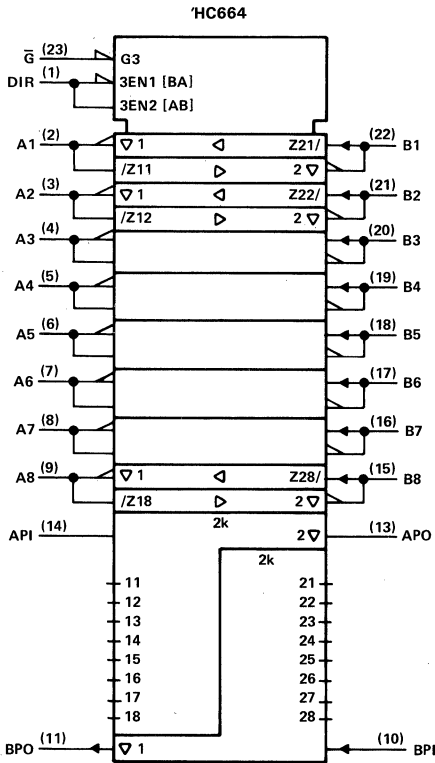 'HC664
G̅ (23) G3
DIR (1) 3EN1 [BA]
3EN2 [AB]
A1 (2) ▽ 1 ◁ Z21/ (22) B1
/Z11 ▷ 2 ▽
A2 (3) ▽ 1 ◁ Z22/ (21) B2
/Z12 ▷ 2 ▽
A3 (4) (20) B3
A4 (5) (19) B4
A5 (6) (18) B5
A6 (7) (17) B6
A7 (8) (16) B7
A8 (9) ▽ 1 ◁ Z28/ (15) B8
/Z18 ▷ 2 ▽
2k
API (14) 2 ▽ (13) APO
2k
11 21
12 22
13 23
14 24
15 25
16 26
17 27
18 28
BPO (11) ▽ 1 (10) BPI